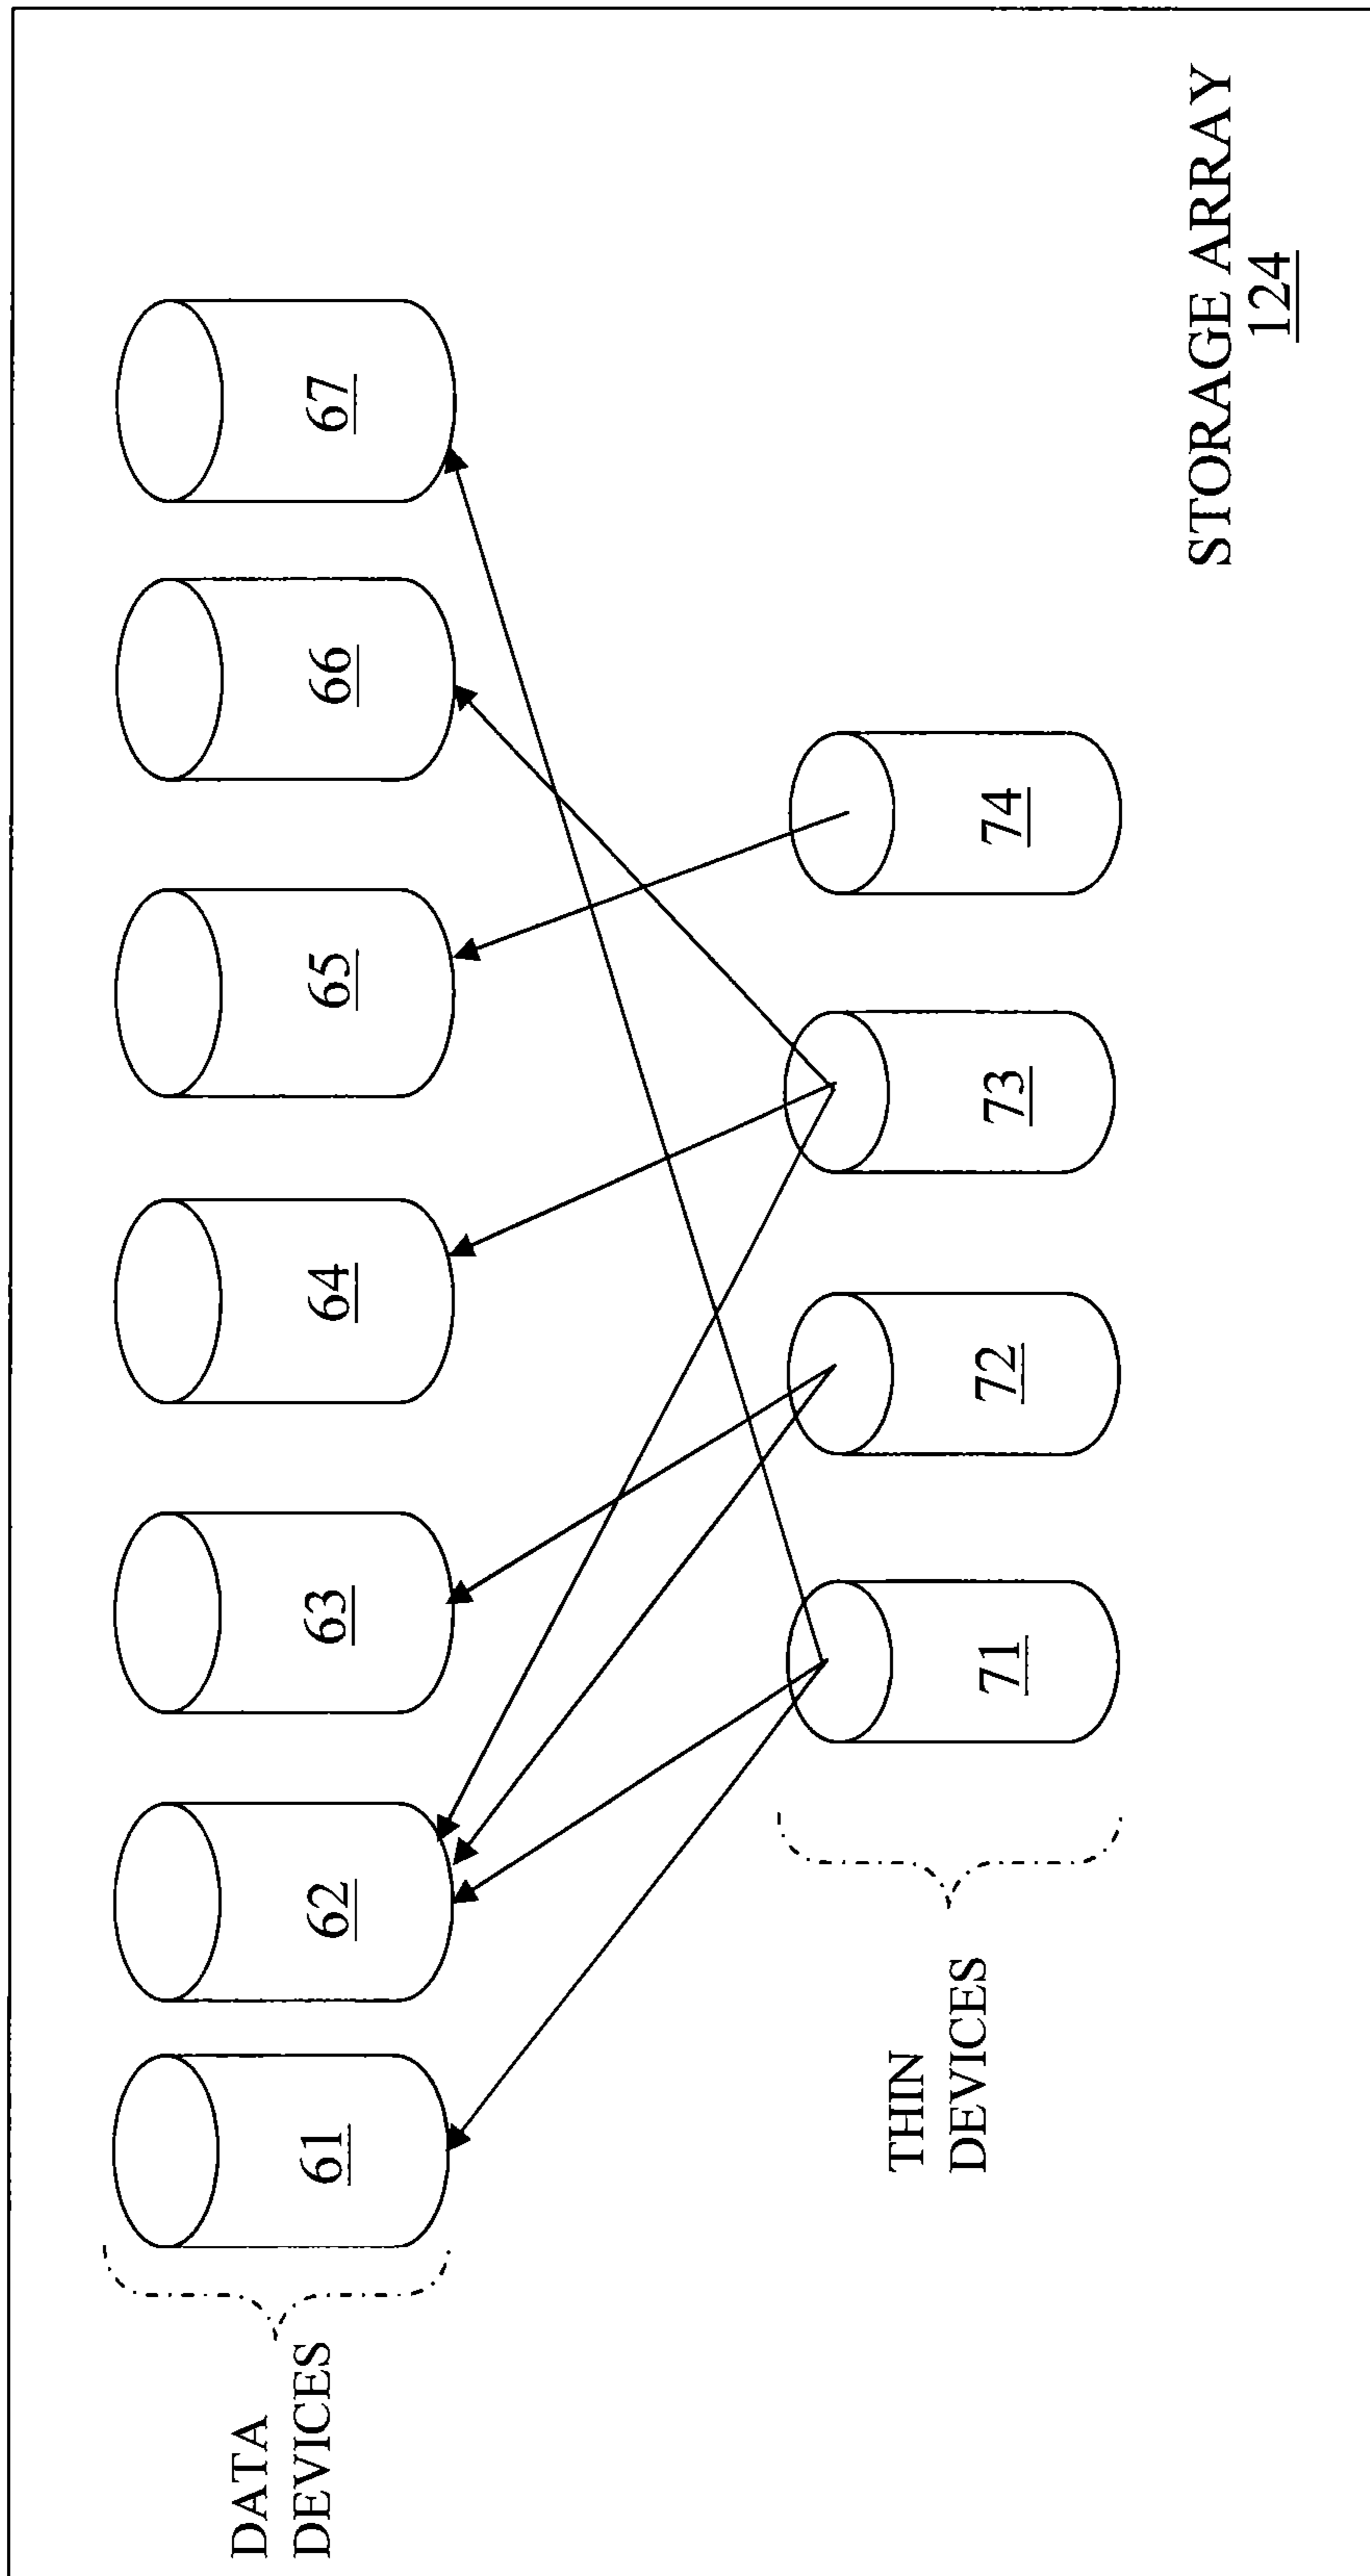 DATA
DEVICES
61
62
63
64
65
66
67
THIN
DEVICES
71
72
73
74
STORAGE ARRAY
124